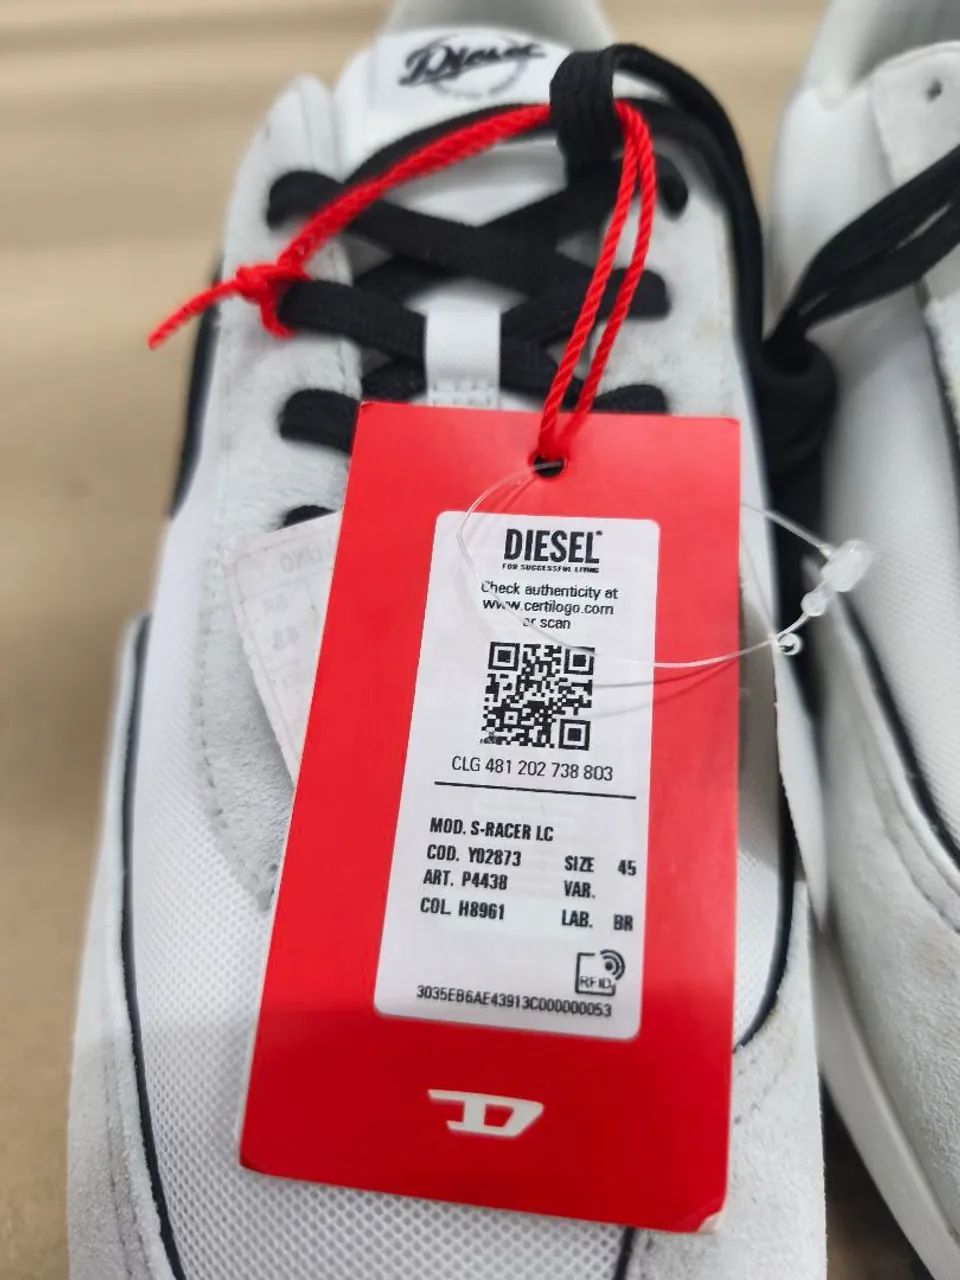 Diesel
DIESEL
FOR SUCCESSFUL LIVING
Check authenticity at
www.certilogo.com
or scan
CLG 481 202 738 803
MOD. S-RACER LC
COD. Y02873 SIZE 45
ART. P4438 VAR.
COL. H8961 LAB. BR
RFID
3035EB6AE43913C000000053
D